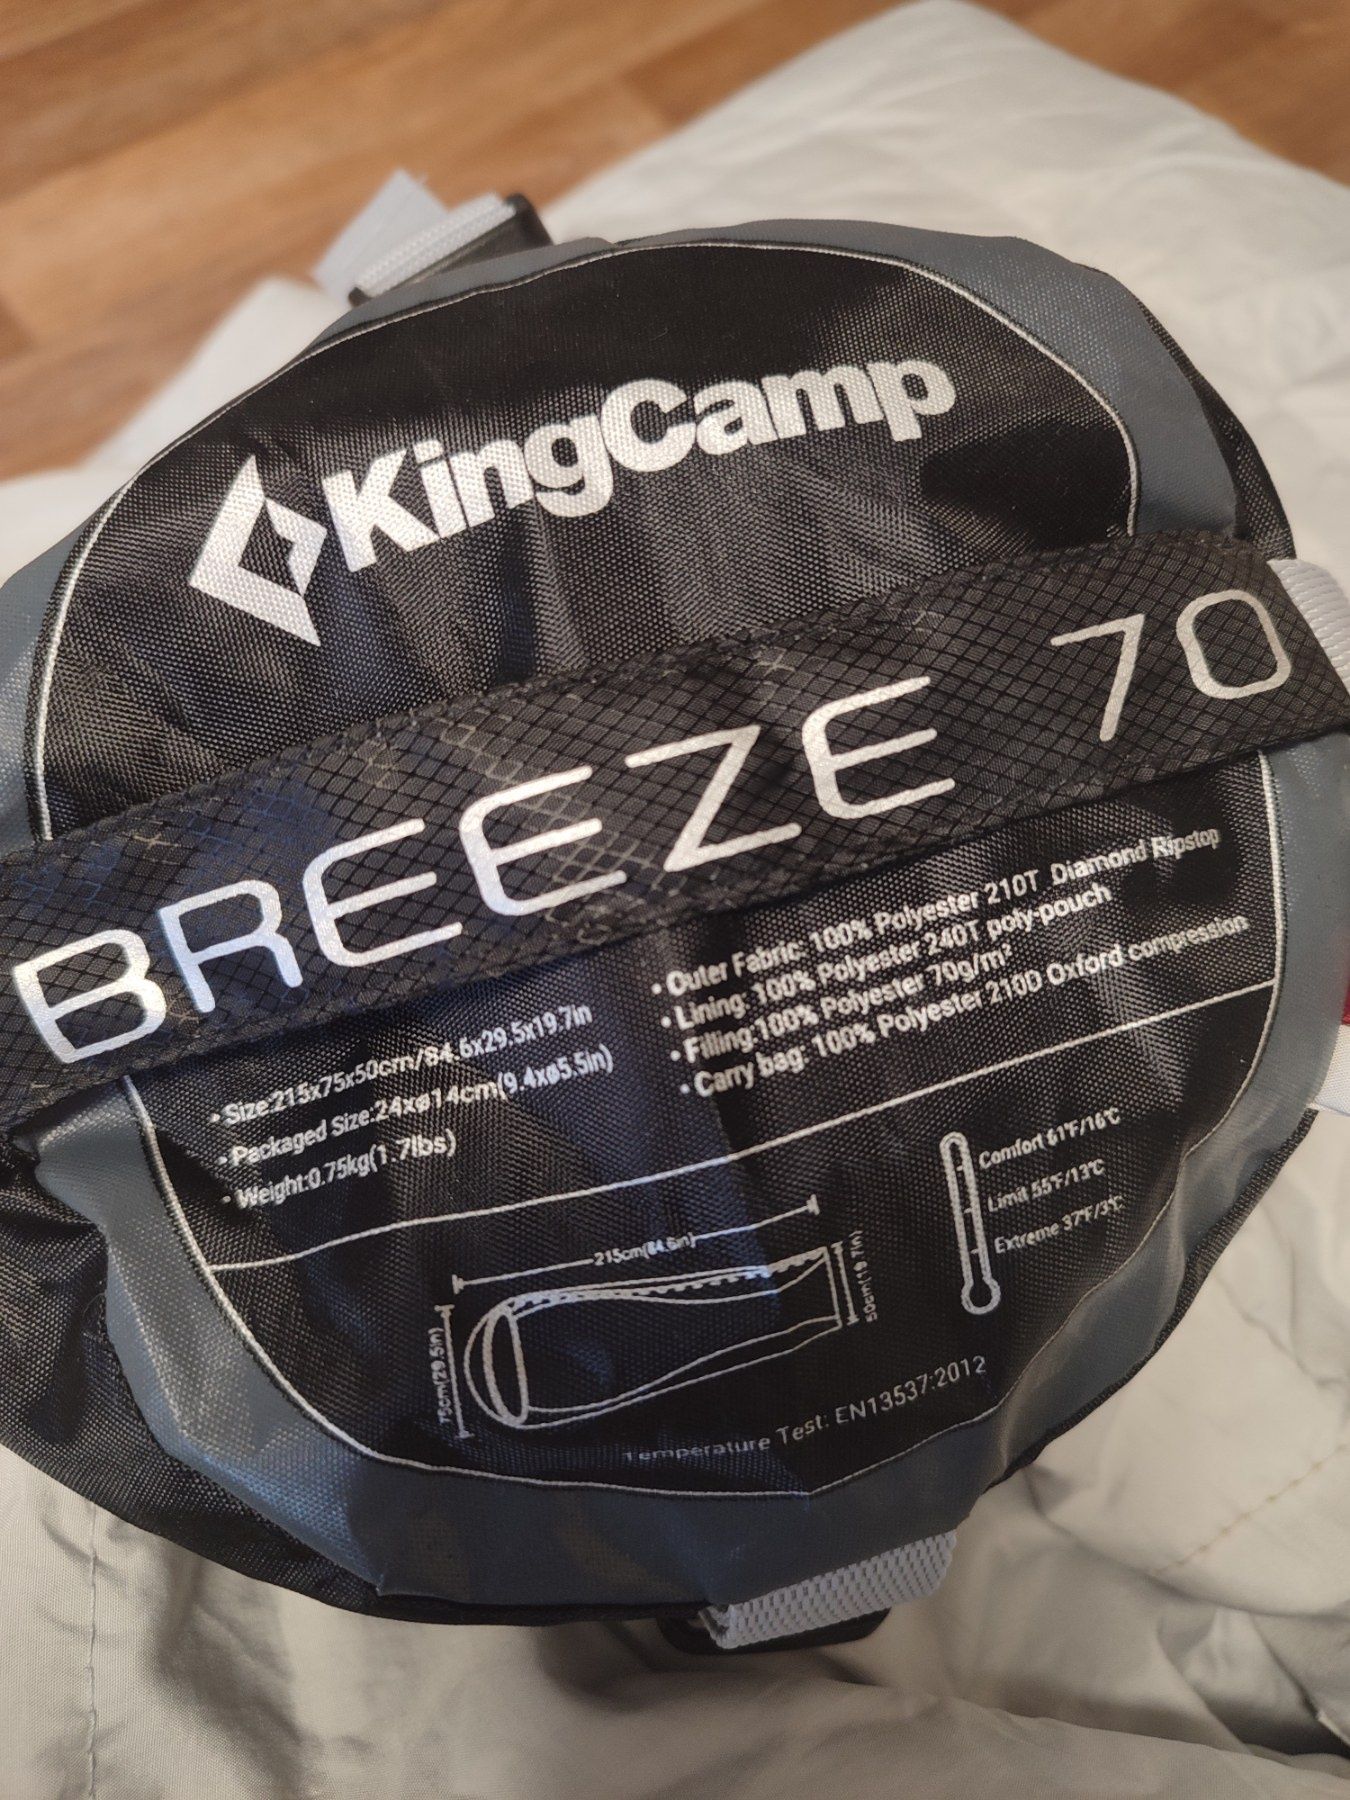 KingCamp
BREEZE 70
• Size:215x75x50cm/84.6x29.5x19.7in
• Packaged Size:24xø14cm(9.4xø5.5in)
• Weight:0.75kg(1.7lbs)
• Outer Fabric: 100% Polyester 210T Diamond Ripstop
• Lining: 100% Polyester 240T poly-pouch
• Filling:100% Polyester 70g/m²
• Carry bag: 100% Polyester 210D Oxford compression
215cm(84.6in)
75cm(29.5in)
50cm(19.7in)
Comfort 61°F/16°C
Limit 55°F/13°C
Extreme 37°F/3°C
Temperature Test: EN13537:2012